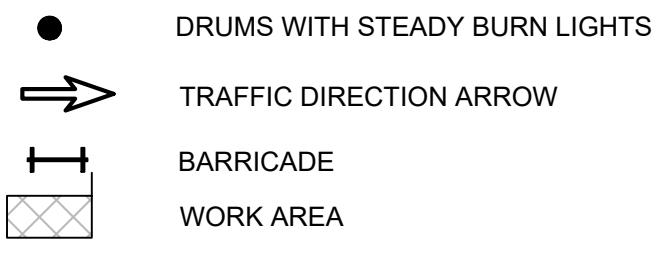 DRUMS WITH STEADY BURN LIGHTS
TRAFFIC DIRECTION ARROW
BARRICADE
WORK AREA